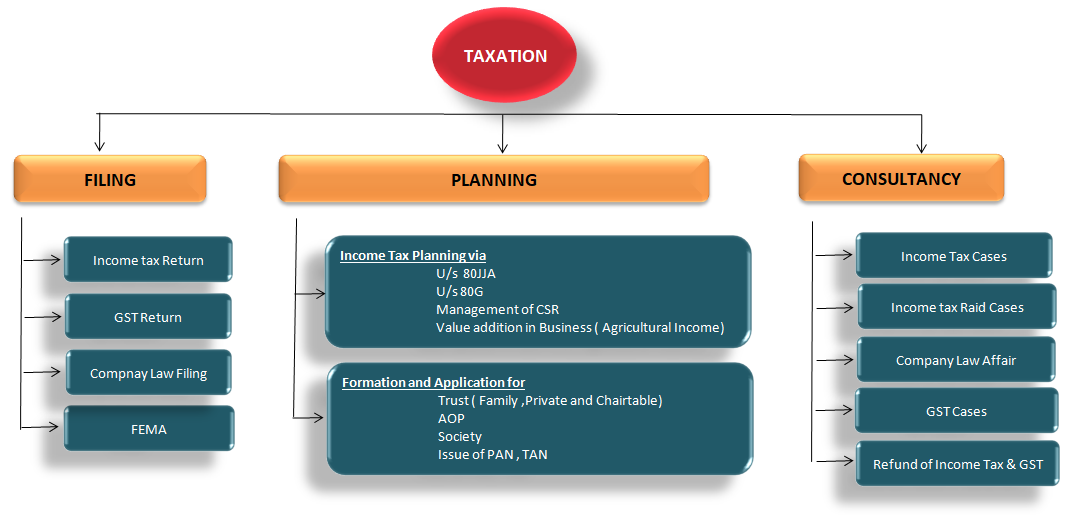 TAXATION
FILING
Income tax Return
GST Return
Compnay Law Filing
FEMA
PLANNING
Income Tax Planning via
U/s 80JJA
U/s 80G
Management of CSR
Value addition in Business ( Agricultural Income)
Formation and Application for
Trust ( Family ,Private and Chairtable)
AOP
Society
Issue of PAN , TAN
CONSULTANCY
Income Tax Cases
Income tax Raid Cases
Company Law Affair
GST Cases
Refund of Income Tax & GST